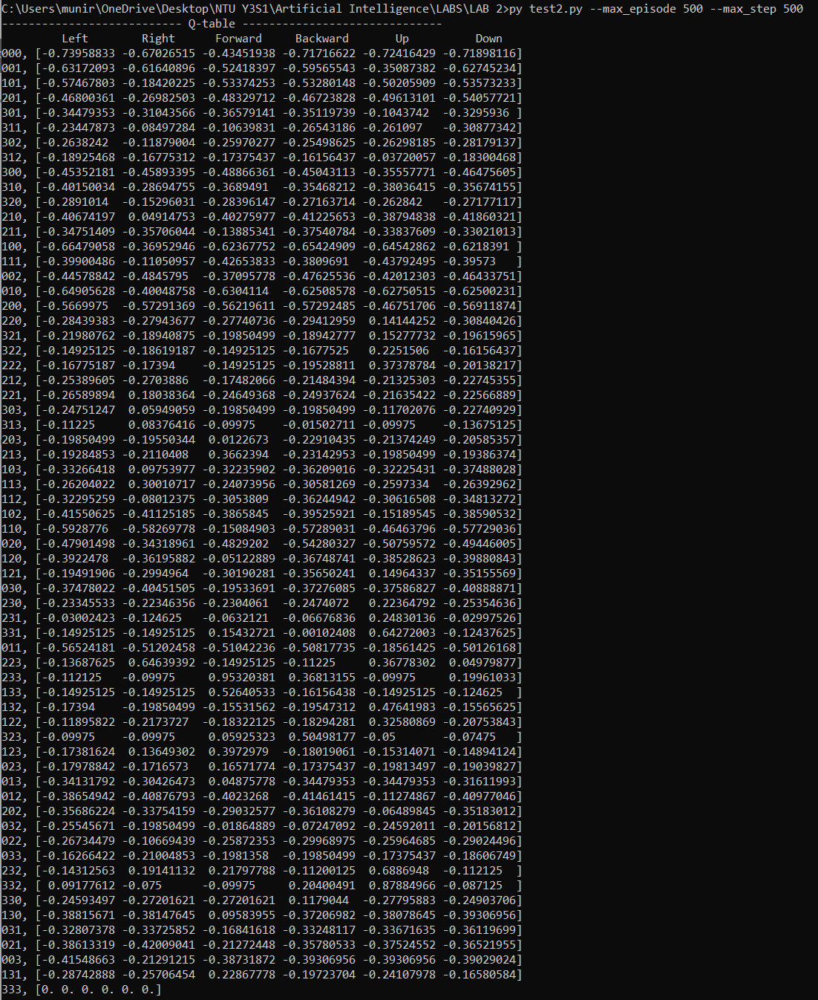 C:\Users\munir\OneDrive\Desktop\NTU Y3S1\Artificial Intelligence\LABS\LAB 2>py test2.py --max_episode 500 --max_step 500
--------------------------- Q-table ------------------------------
Left Right Forward Backward Up Down
000, [-0.73958833 -0.67026515 -0.43451938 -0.71716622 -0.72416429 -0.71898116]
001, [-0.63172093 -0.61640896 -0.52418397 -0.59565543 -0.35087382 -0.62745234]
101, [-0.57467803 -0.18420225 -0.53374253 -0.53280148 -0.50205909 -0.53573233]
201, [-0.46800361 -0.26982503 -0.48329712 -0.46723828 -0.49613101 -0.54057721]
301, [-0.34479353 -0.31043566 -0.36579141 -0.35119739 -0.1043742 -0.3295936 ]
311, [-0.23447873 -0.08497284 -0.10639831 -0.26543186 -0.261097 -0.30877342]
302, [-0.2638242 -0.11879004 -0.25970277 -0.25498625 -0.26298185 -0.28179137]
312, [-0.18925468 -0.16775312 -0.17375437 -0.16156437 -0.03720057 -0.18300468]
300, [-0.45352181 -0.45893395 -0.48866361 -0.45043113 -0.35557771 -0.46475605]
310, [-0.40150034 -0.28694755 -0.3689491 -0.35468212 -0.38036415 -0.35674155]
320, [-0.2891014 -0.15296031 -0.28396147 -0.27163714 -0.262842 -0.27177117]
210, [-0.40674197 0.04914753 -0.40275977 -0.41225653 -0.38794838 -0.41860321]
211, [-0.34751409 -0.35706044 -0.13885341 -0.37540784 -0.33837609 -0.33021013]
100, [-0.66479058 -0.36952946 -0.62367752 -0.65424909 -0.64542862 -0.6218391 ]
111, [-0.39900486 -0.11050957 -0.42653833 -0.3809691 -0.43792495 -0.39573 ]
002, [-0.44578842 -0.4845795 -0.37095778 -0.47625536 -0.42012303 -0.46433751]
010, [-0.64905628 -0.40048758 -0.6304114 -0.62508578 -0.62750515 -0.62500231]
200, [-0.5669975 -0.57291369 -0.56219611 -0.57292485 -0.46751706 -0.56911874]
220, [-0.28439383 -0.27943677 -0.27740736 -0.29412959 0.14144252 -0.30840426]
321, [-0.21980762 -0.18940875 -0.19850499 -0.18942777 0.15277732 -0.19615965]
322, [-0.14925125 -0.18619187 -0.14925125 -0.1677525 0.2251506 -0.16156437]
222, [-0.16775187 -0.17394 -0.14925125 -0.19528811 0.37378784 -0.20138217]
212, [-0.25389605 -0.2703886 -0.17482066 -0.21484394 -0.21325303 -0.22745355]
221, [-0.26589894 0.18038364 -0.24649368 -0.24937624 -0.21635422 -0.22566889]
303, [-0.24751247 0.05949059 -0.19850499 -0.19850499 -0.11702076 -0.22740929]
313, [-0.11225 0.08376416 -0.09975 -0.01502711 -0.09975 -0.13675125]
203, [-0.19850499 -0.19550344 0.0122673 -0.22910435 -0.21374249 -0.20585357]
213, [-0.19284853 -0.2110408 0.3662394 -0.23142953 -0.19850499 -0.19386374]
103, [-0.33266418 0.09753977 -0.32235902 -0.36209016 -0.32225431 -0.37488028]
113, [-0.26204022 0.30010717 -0.24073956 -0.30581269 -0.2597334 -0.26392962]
112, [-0.32295259 -0.08012375 -0.3053809 -0.36244942 -0.30616508 -0.34813272]
102, [-0.41550625 -0.41125185 -0.3865845 -0.39525921 -0.15189545 -0.38590532]
110, [-0.5928776 -0.58269778 -0.15084903 -0.57289031 -0.46463796 -0.57729036]
020, [-0.47901498 -0.34318961 -0.4829202 -0.54280327 -0.50759572 -0.49446005]
120, [-0.3922478 -0.36195882 -0.05122889 -0.36748741 -0.38528623 -0.39880843]
121, [-0.19491906 -0.2994964 -0.30190281 -0.35650241 0.14964337 -0.35155569]
030, [-0.37478022 -0.40451505 -0.19533691 -0.37276085 -0.37586827 -0.40888871]
230, [-0.23345533 -0.22346356 -0.2304061 -0.2474072 0.22364792 -0.25354636]
231, [-0.03002423 -0.124625 -0.0632121 -0.06676836 0.24830136 -0.02997526]
331, [-0.14925125 -0.14925125 0.15432721 -0.00102408 0.64272003 -0.12437625]
011, [-0.56524181 -0.51202458 -0.51042236 -0.50817735 -0.18561425 -0.50126168]
223, [-0.13687625 0.64639392 -0.14925125 -0.11225 0.36778302 0.04979877]
233, [-0.112125 -0.09975 0.95320381 0.36813155 -0.09975 0.19961033]
133, [-0.14925125 -0.14925125 0.52640533 -0.16156438 -0.14925125 -0.124625 ]
132, [-0.17394 -0.19850499 -0.15531562 -0.19547312 0.47641983 -0.15565625]
122, [-0.11895822 -0.2173727 -0.18322125 -0.18294281 0.32580869 -0.20753843]
323, [-0.09975 -0.09975 0.05925323 0.50498177 -0.05 -0.07475 ]
123, [-0.17381624 0.13649302 0.3972979 -0.18019061 -0.15314071 -0.14894124]
023, [-0.17978842 -0.1716573 0.16571774 -0.17375437 -0.19813497 -0.19039827]
013, [-0.34131792 -0.30426473 0.04875778 -0.34479353 -0.34479353 -0.31611993]
012, [-0.38654942 -0.40876793 -0.4023268 -0.41461415 -0.11274867 -0.40977046]
202, [-0.35686224 -0.33754159 -0.29032577 -0.36108279 -0.06489845 -0.35183012]
032, [-0.25545671 -0.19850499 -0.01864889 -0.07247092 -0.24592011 -0.20156812]
022, [-0.26734479 -0.10669439 -0.25872353 -0.29968975 -0.25964685 -0.29024496]
033, [-0.16266422 -0.21004853 -0.1981358 -0.19850499 -0.17375437 -0.18606749]
232, [-0.14312563 0.19141132 0.21797788 -0.11200125 0.6886948 -0.112125 ]
332, [ 0.09177612 -0.075 -0.09975 0.20400491 0.87884966 -0.087125 ]
330, [-0.24593497 -0.27201621 -0.27201621 0.1179044 -0.27795883 -0.24903706]
130, [-0.38815671 -0.38147645 0.09583955 -0.37206982 -0.38078645 -0.39306956]
031, [-0.32807378 -0.33725852 -0.16841618 -0.33248117 -0.33671635 -0.36119699]
021, [-0.38613319 -0.42009041 -0.21272448 -0.35780533 -0.37524552 -0.36521955]
003, [-0.41548663 -0.21291215 -0.38731872 -0.39306956 -0.39306956 -0.39029024]
131, [-0.28742888 -0.25706454 0.22867778 -0.19723704 -0.24107978 -0.16580584]
333, [0. 0. 0. 0. 0. 0.]